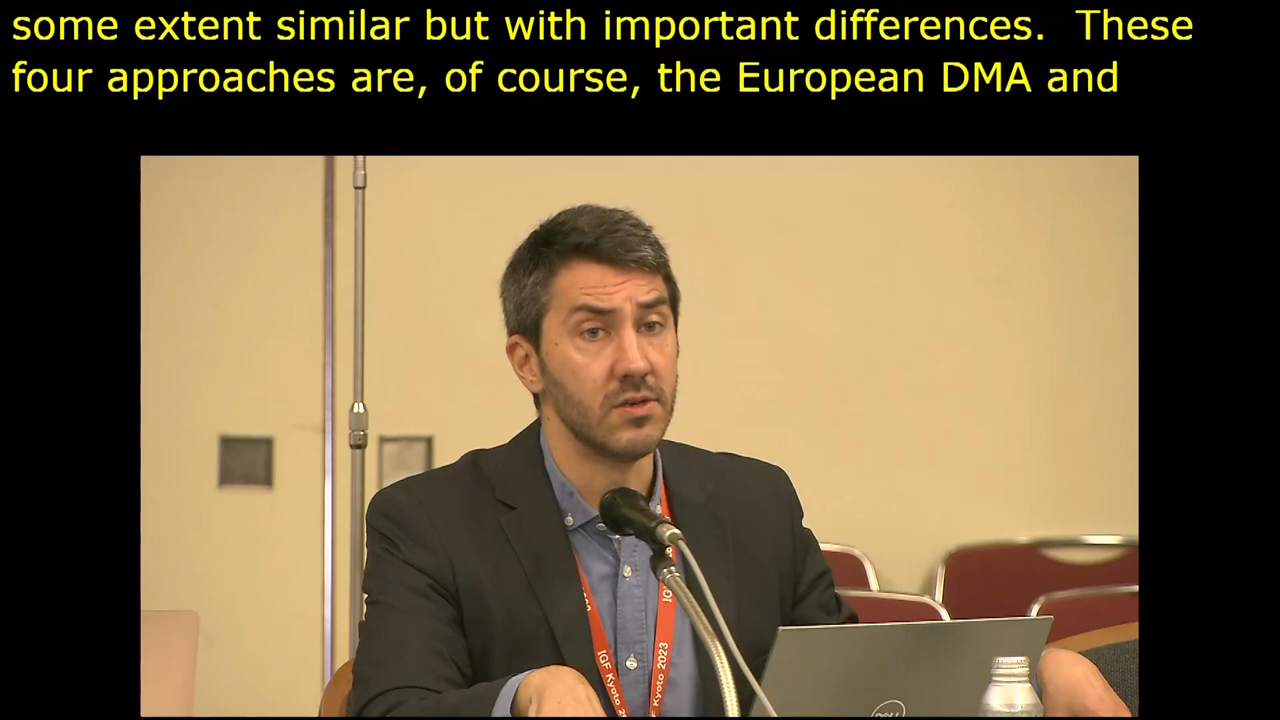 some extent similar but with important differences.  These
four approaches are, of course, the European DMA and
IGF Kyoto 2023
DELL